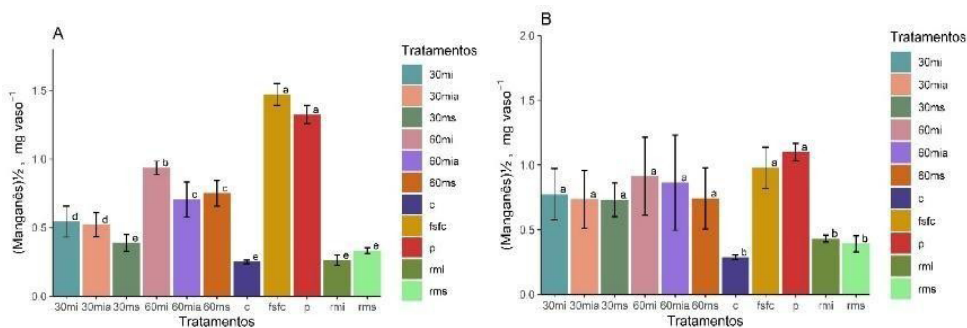 A
(Manganês)½ , mg vaso⁻¹
1.5
1.0
0.5
0.0
d
d
e
b
c
c
e
a
a
e
e
30mi 30mia 30ms 60mi 60mia 60ms c fsfc p rmi rms
Tratamentos
Tratamentos
30mi
30mia
30ms
60mi
60mia
60ms
c
fsfc
p
rmI
rms
B
(Manganês)½ , mg vaso⁻¹
2.0
1.5
1.0
0.5
0.0
a
a
a
a
a
a
b
a
a
b
b
30mi 30mia 30ms 60mi 60mia 60ms c fsfc p rmi rms
Tratamentos
Tratamentos
30mi
30mia
30ms
60mi
60mia
60ms
c
fsfc
p
rml
rms